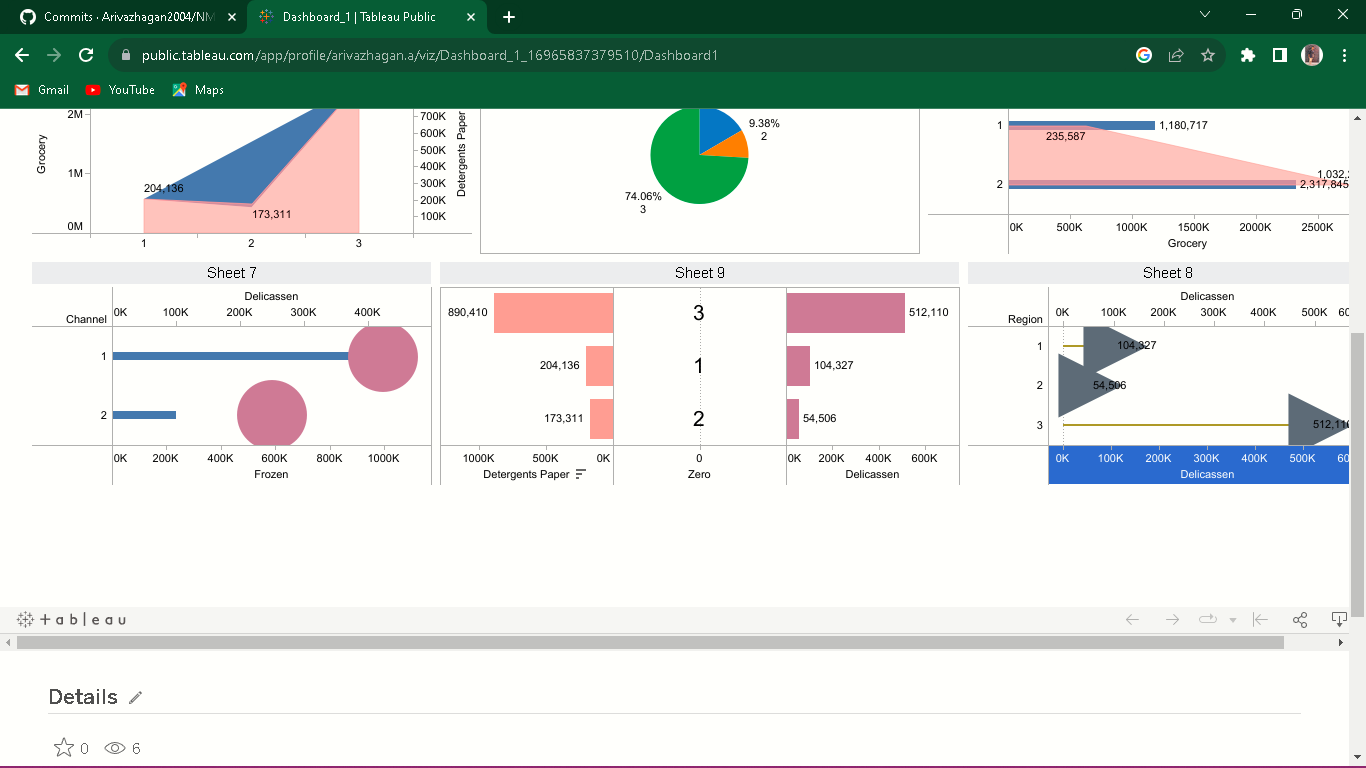 Commits · Arivazhagan2004/NM
Dashboard_1 | Tableau Public
public.tableau.com/app/profile/arivazhagan.a/viz/Dashboard_1_16965837379510/Dashboard1
Gmail YouTube Maps
Grocery
2M
1M
0M
204,136
173,311
1 2 3
700K
600K
500K
400K
300K
200K
100K
Detergents Paper
9.38%
2
74.06%
3
1 1,180,717
235,587
1,032,
2 2,317,845
0K 500K 1000K 1500K 2000K 2500K
Grocery
Sheet 7
Delicassen
Channel 0K 100K 200K 300K 400K
1
2
0K 200K 400K 600K 800K 1000K
Frozen
Sheet 9
890,410 3 512,110
204,136 1 104,327
173,311 2 54,506
1000K 500K 0K 0 0K 200K 400K 600K
Detergents Paper Zero Delicassen
Sheet 8
Delicassen
Region 0K 100K 200K 300K 400K 500K 60
1 104,327
2 54,506
3 512,110
0K 100K 200K 300K 400K 500K 60
Delicassen
+ a b | e a u
Details
0 6